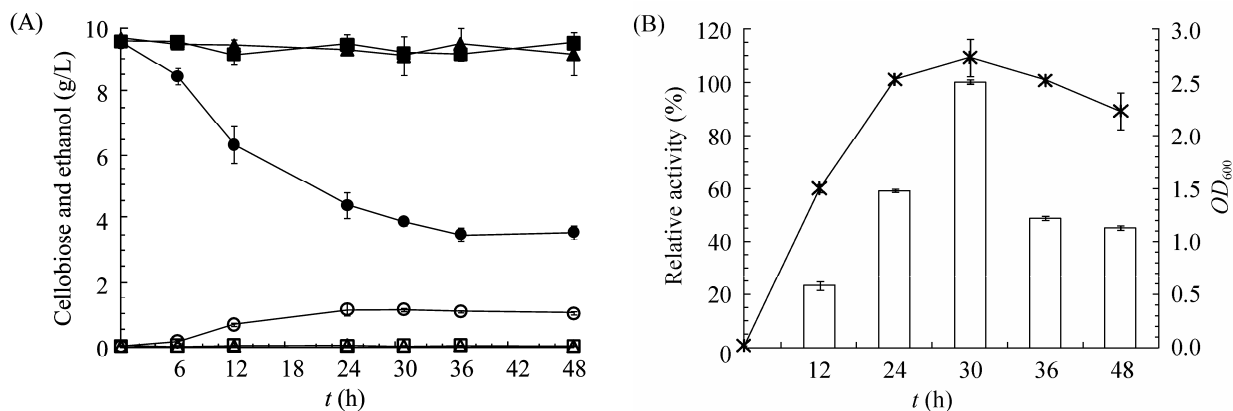 (A)
Cellobiose and ethanol (g/L)
10
8
6
4
2
0
6 12 18 24 30 36 42 48
t (h)
(B)
Relative activity (%)
120
100
80
60
40
20
0
12 24 30 36 48
t (h)
3.0
2.5
2.0
1.5
1.0
0.5
0.0
OD600